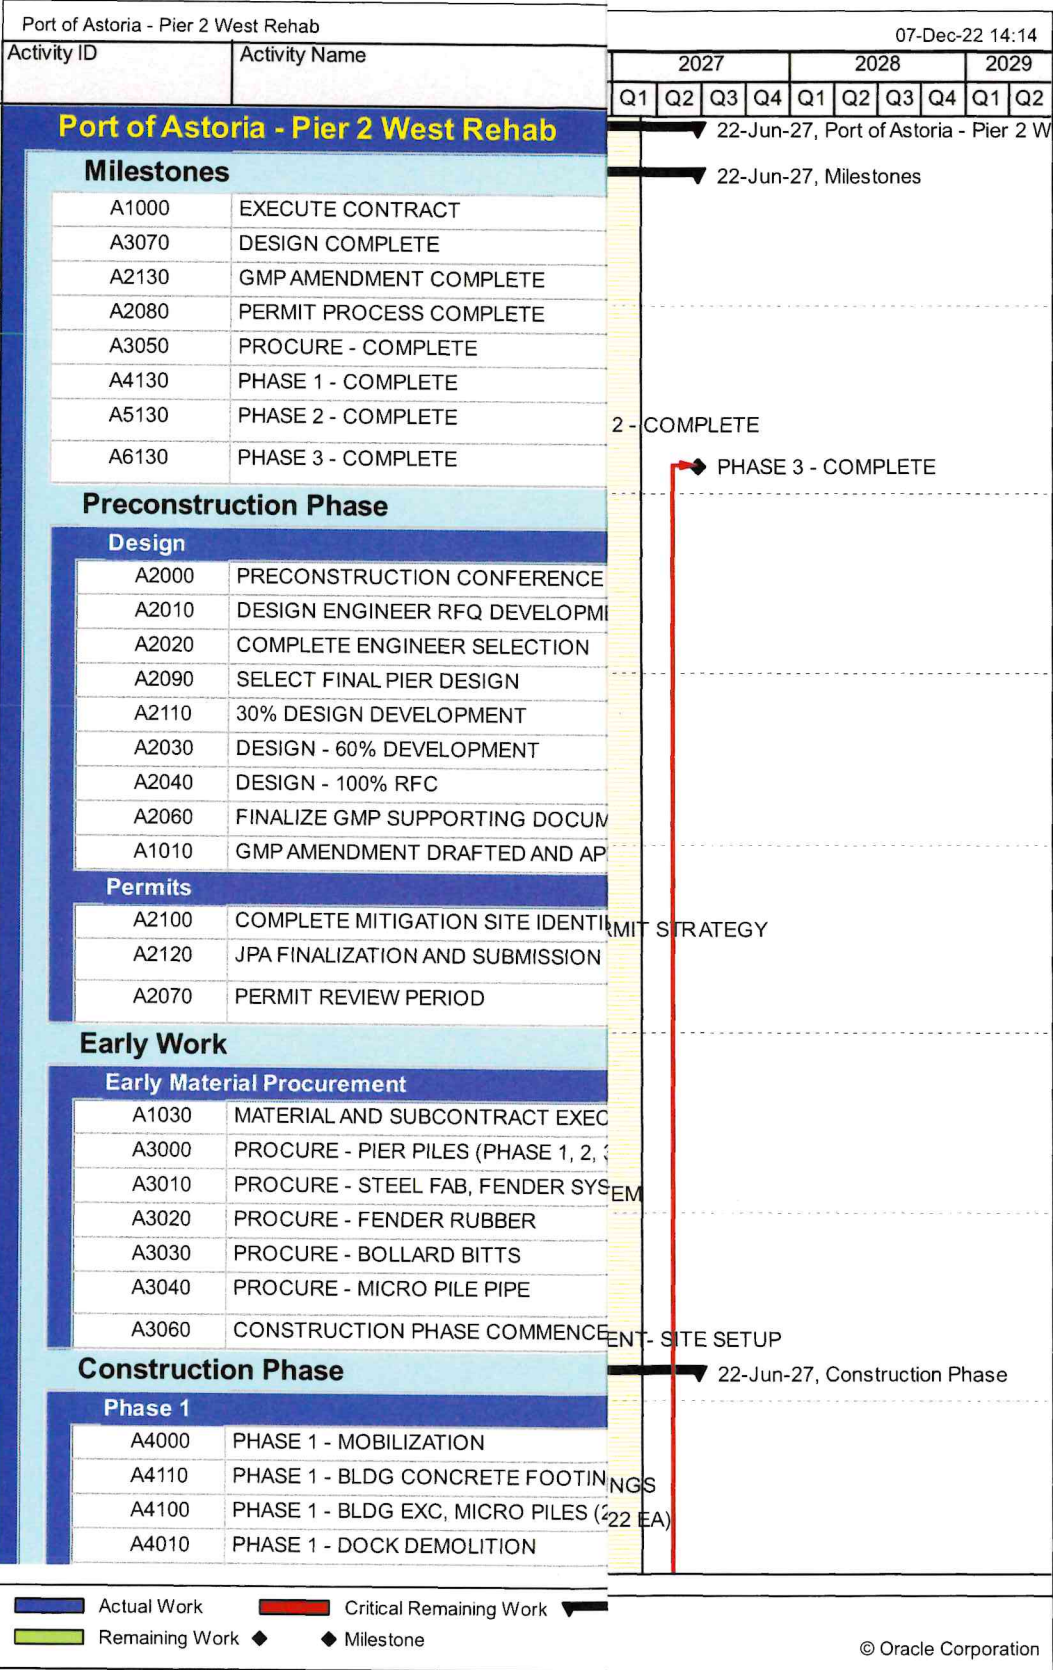 Port of Astoria - Pier 2 West Rehab
07-Dec-22 14:14
Activity ID Activity Name
2027 2028 2029
Q1 Q2 Q3 Q4 Q1 Q2 Q3 Q4 Q1 Q2
Port of Astoria - Pier 2 West Rehab 22-Jun-27, Port of Astoria - Pier 2 W
Milestones 22-Jun-27, Milestones
A1000 EXECUTE CONTRACT
A3070 DESIGN COMPLETE
A2130 GMP AMENDMENT COMPLETE
A2080 PERMIT PROCESS COMPLETE
A3050 PROCURE - COMPLETE
A4130 PHASE 1 - COMPLETE
A5130 PHASE 2 - COMPLETE 2 - COMPLETE
A6130 PHASE 3 - COMPLETE PHASE 3 - COMPLETE
Preconstruction Phase
Design
A2000 PRECONSTRUCTION CONFERENCE
A2010 DESIGN ENGINEER RFQ DEVELOPM
A2020 COMPLETE ENGINEER SELECTION
A2090 SELECT FINAL PIER DESIGN
A2110 30% DESIGN DEVELOPMENT
A2030 DESIGN - 60% DEVELOPMENT
A2040 DESIGN - 100% RFC
A2060 FINALIZE GMP SUPPORTING DOCUM
A1010 GMP AMENDMENT DRAFTED AND AP
Permits
A2100 COMPLETE MITIGATION SITE IDENTI RMIT STRATEGY
A2120 JPA FINALIZATION AND SUBMISSION
A2070 PERMIT REVIEW PERIOD
Early Work
Early Material Procurement
A1030 MATERIAL AND SUBCONTRACT EXEC
A3000 PROCURE - PIER PILES (PHASE 1, 2, 3
A3010 PROCURE - STEEL FAB, FENDER SYS EM
A3020 PROCURE - FENDER RUBBER
A3030 PROCURE - BOLLARD BITTS
A3040 PROCURE - MICRO PILE PIPE
A3060 CONSTRUCTION PHASE COMMENCE ENT- SITE SETUP
Construction Phase 22-Jun-27, Construction Phase
Phase 1
A4000 PHASE 1 - MOBILIZATION
A4110 PHASE 1 - BLDG CONCRETE FOOTIN NGS
A4100 PHASE 1 - BLDG EXC, MICRO PILES (2 22 EA)
A4010 PHASE 1 - DOCK DEMOLITION
Actual Work Critical Remaining Work
Remaining Work Milestone
© Oracle Corporation